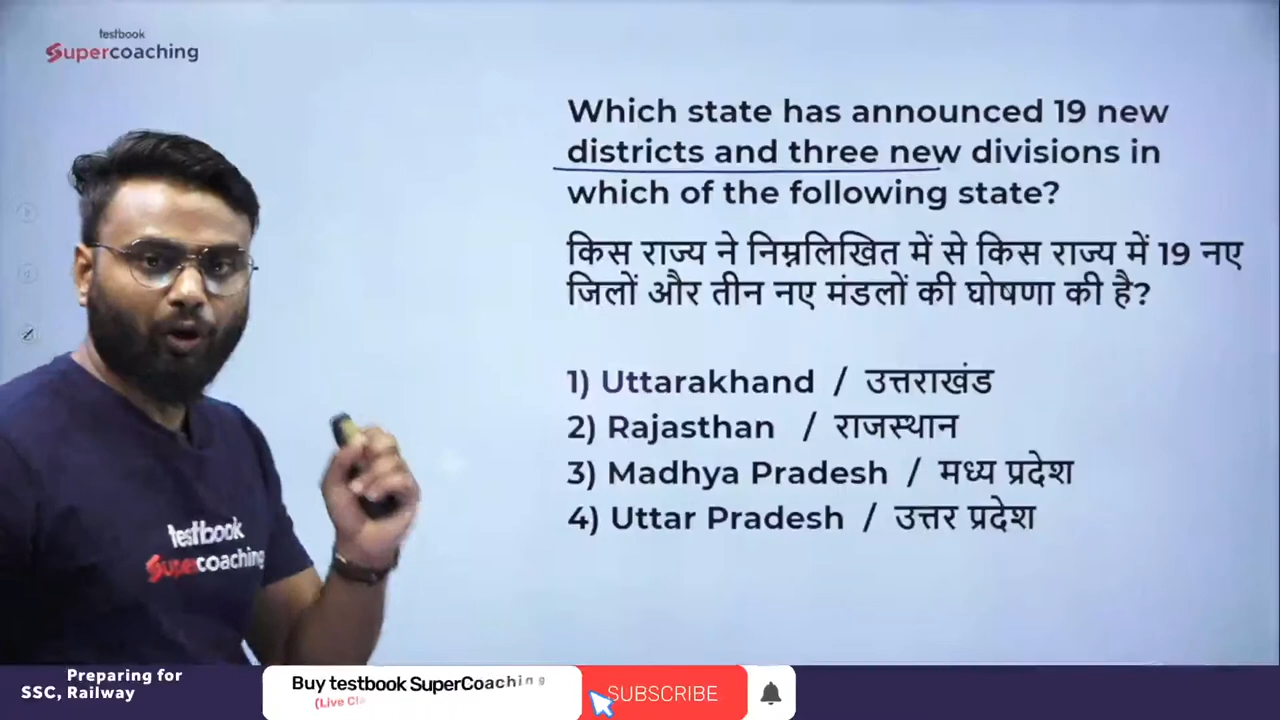 testbook
Supercoaching
Which state has announced 19 new
districts and three new divisions in
which of the following state?
किस राज्य ने निम्नलिखित में से किस राज्य में 19 नए
जिलों और तीन नए मंडलों की घोषणा की है?
1) Uttarakhand / उत्तराखंड
2) Rajasthan / राजस्थान
3) Madhya Pradesh / मध्य प्रदेश
4) Uttar Pradesh / उत्तर प्रदेश
testbook
Supercoaching
Preparing for
SSC, Railway
Buy testbook SuperCoaching
(Live Cla
SUBSCRIBE